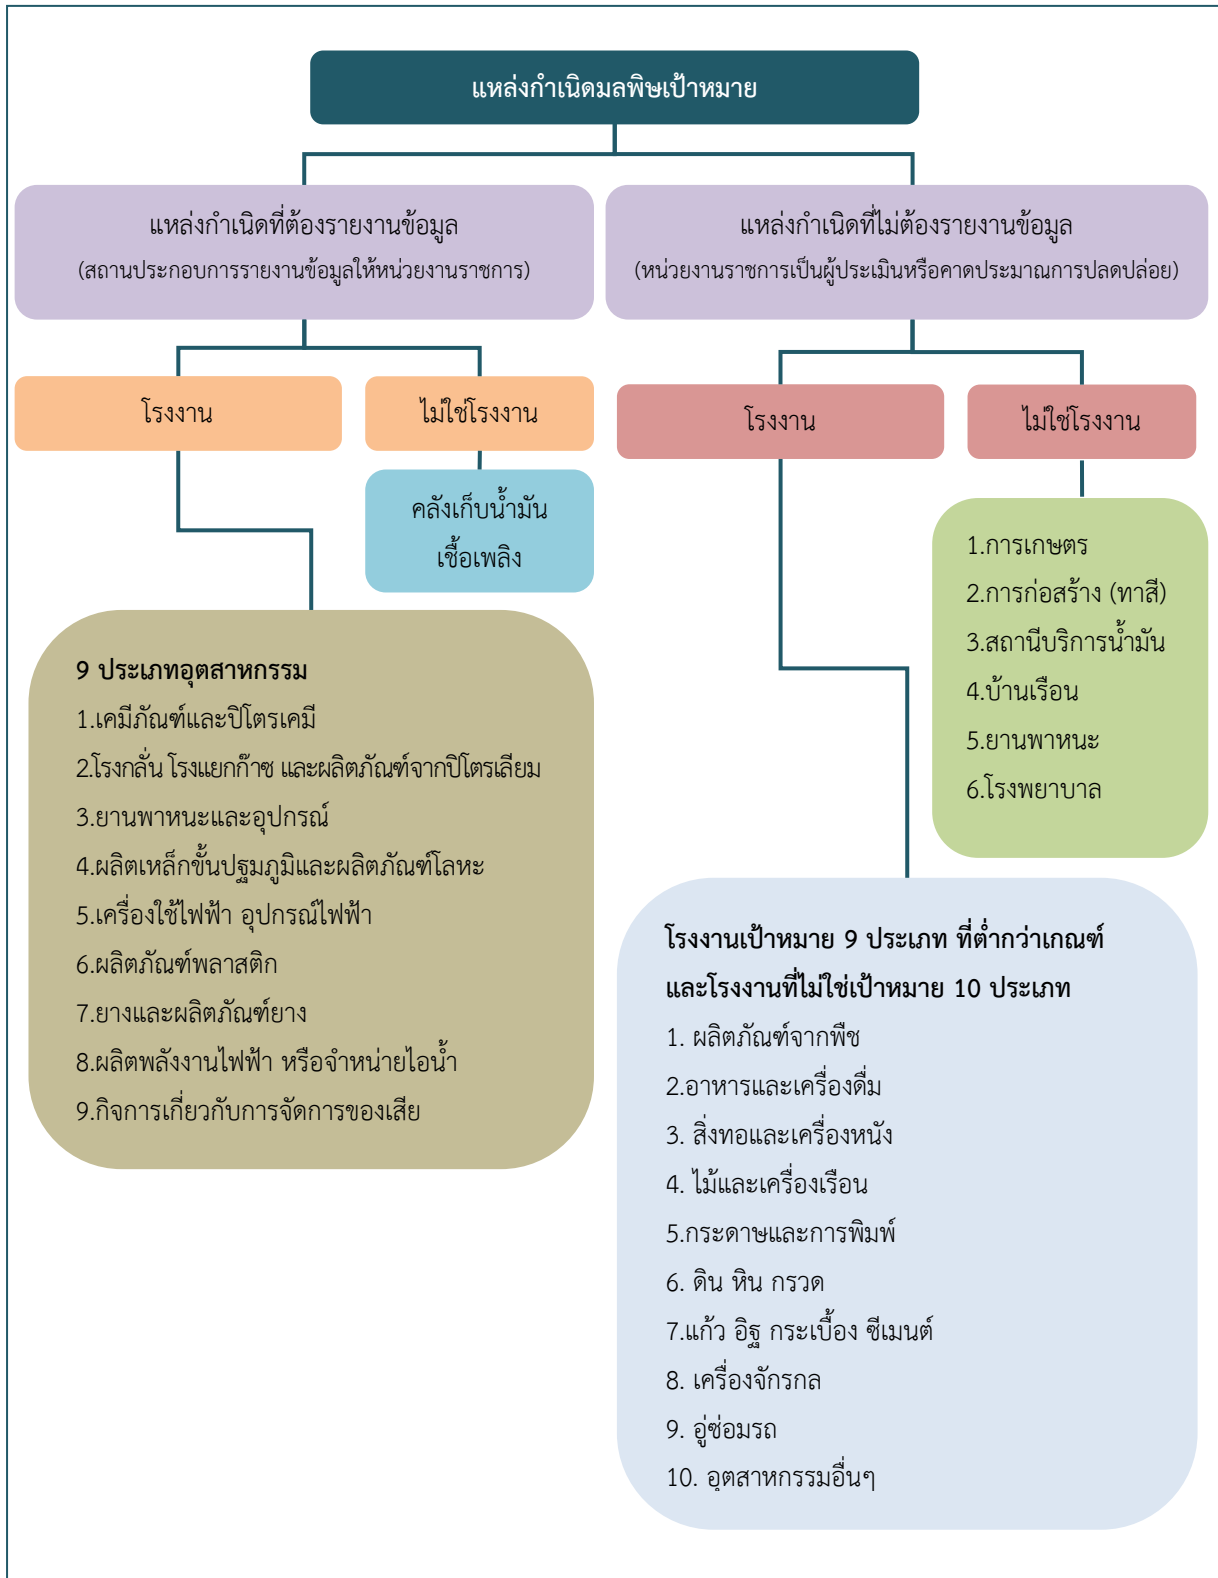 แหล่งกำเนิดมลพิษเป้าหมาย
แหล่งกำเนิดที่ต้องรายงานข้อมูล
(สถานประกอบการรายงานข้อมูลให้หน่วยงานราชการ)
แหล่งกำเนิดที่ไม่ต้องรายงานข้อมูล
(หน่วยงานราชการเป็นผู้ประเมินหรือคาดประมาณการปลดปล่อย)
โรงงาน
ไม่ใช่โรงงาน
คลังเก็บน้ำมัน
เชื้อเพลิง
9 ประเภทอุตสาหกรรม
1.เคมีภัณฑ์และปิโตรเคมี
2.โรงกลั่น โรงแยกก๊าซ และผลิตภัณฑ์จากปิโตรเลียม
3.ยานพาหนะและอุปกรณ์
4.ผลิตเหล็กขั้นปฐมภูมิและผลิตภัณฑ์โลหะ
5.เครื่องใช้ไฟฟ้า อุปกรณ์ไฟฟ้า
6.ผลิตภัณฑ์พลาสติก
7.ยางและผลิตภัณฑ์ยาง
8.ผลิตพลังงานไฟฟ้า หรือจำหน่ายไอน้ำ
9.กิจการเกี่ยวกับการจัดการของเสีย
โรงงาน
ไม่ใช่โรงงาน
1.การเกษตร
2.การก่อสร้าง (ทาสี)
3.สถานีบริการน้ำมัน
4.บ้านเรือน
5.ยานพาหนะ
6.โรงพยาบาล
โรงงานเป้าหมาย 9 ประเภท ที่ต่ำกว่าเกณฑ์
และโรงงานที่ไม่ใช่เป้าหมาย 10 ประเภท
1. ผลิตภัณฑ์จากพืช
2.อาหารและเครื่องดื่ม
3. สิ่งทอและเครื่องหนัง
4. ไม้และเครื่องเรือน
5.กระดาษและการพิมพ์
6. ดิน หิน กรวด
7.แก้ว อิฐ กระเบื้อง ซีเมนต์
8. เครื่องจักรกล
9. อู่ซ่อมรถ
10. อุตสาหกรรมอื่นๆ